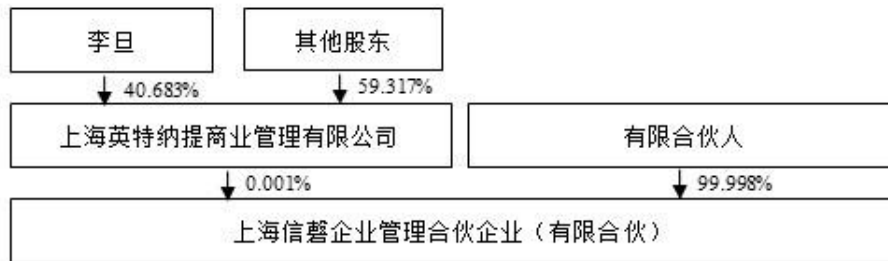 李旦
其他股东
40.683%
59.317%
上海英特纳提商业管理有限公司
有限合伙人
0.001%
99.998%
上海信磬企业管理合伙企业（有限合伙）